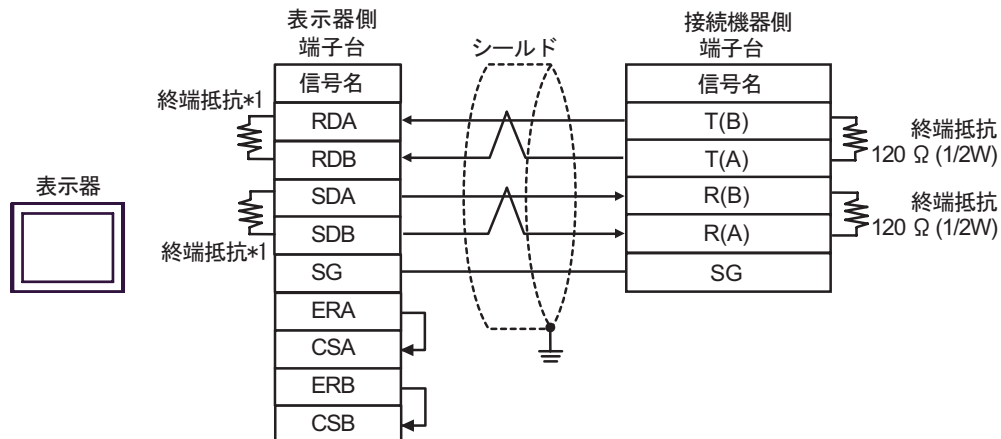 表示器側
端子台
シールド
接続機器側
端子台
信号名
信号名
終端抵抗*1
RDA
T(B)
終端抵抗
120 Ω (1/2W)
RDB
T(A)
表示器
SDA
R(B)
終端抵抗
120 Ω (1/2W)
SDB
R(A)
終端抵抗*1
SG
SG
ERA
CSA
ERB
CSB